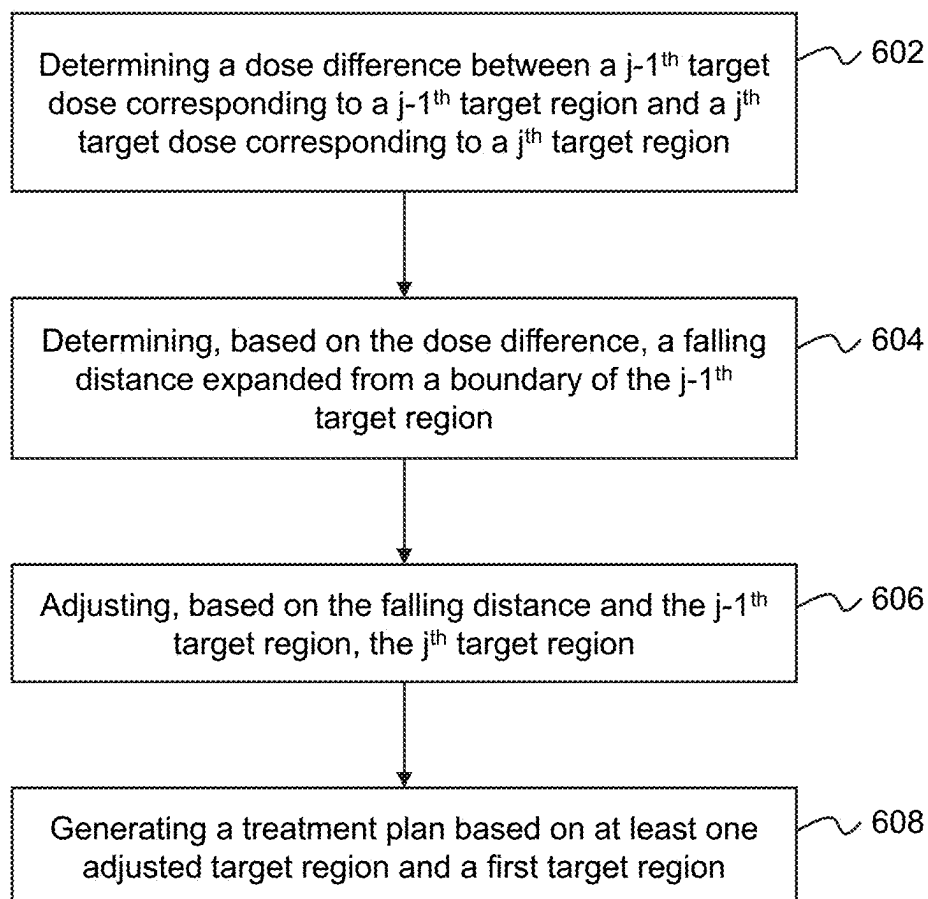 Determining a dose difference between a j-1th target
dose corresponding to a j-1th target region and a jth
target dose corresponding to a jth target region
602
Determining, based on the dose difference, a falling
distance expanded from a boundary of the j-1th
target region
604
Adjusting, based on the falling distance and the j-1th
target region, the jth target region
606
Generating a treatment plan based on at least one
adjusted target region and a first target region
608